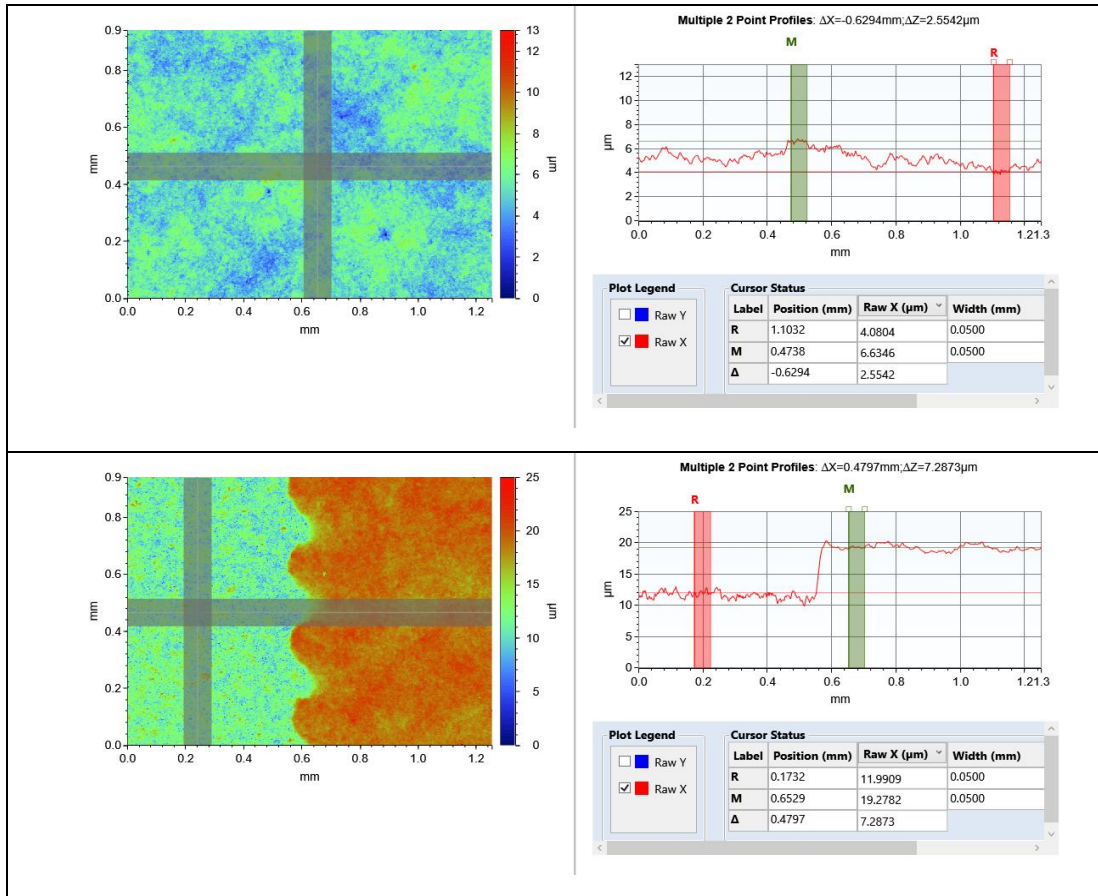 Multiple 2 Point Profiles: ΔX=-0.6294mm;ΔZ=2.5542µm
0.9
0.8
0.6
0.4
0.2
0.0
mm
0.0 0.2 0.4 0.6 0.8 1.0 1.2
mm
13
12
10
8
6
4
2
0
µm
µm
M
R
12
10
8
6
4
2
0
0.0 0.2 0.4 0.6 0.8 1.0 1.21.3
mm
Plot Legend
Raw Y
Raw X
Cursor Status
Label Position (mm) Raw X (µm) Width (mm)
R 1.1032 4.0804 0.0500
M 0.4738 6.6346 0.0500
Δ -0.6294 2.5542
Multiple 2 Point Profiles: ΔX=0.4797mm;ΔZ=7.2873µm
0.9
0.8
0.6
0.4
0.2
0.0
mm
0.0 0.2 0.4 0.6 0.8 1.0 1.2
mm
25
20
15
10
5
0
µm
µm
R
M
25
20
15
10
5
0
0.0 0.2 0.4 0.6 0.8 1.0 1.21.3
mm
Plot Legend
Raw Y
Raw X
Cursor Status
Label Position (mm) Raw X (µm) Width (mm)
R 0.1732 11.9909 0.0500
M 0.6529 19.2782 0.0500
Δ 0.4797 7.2873